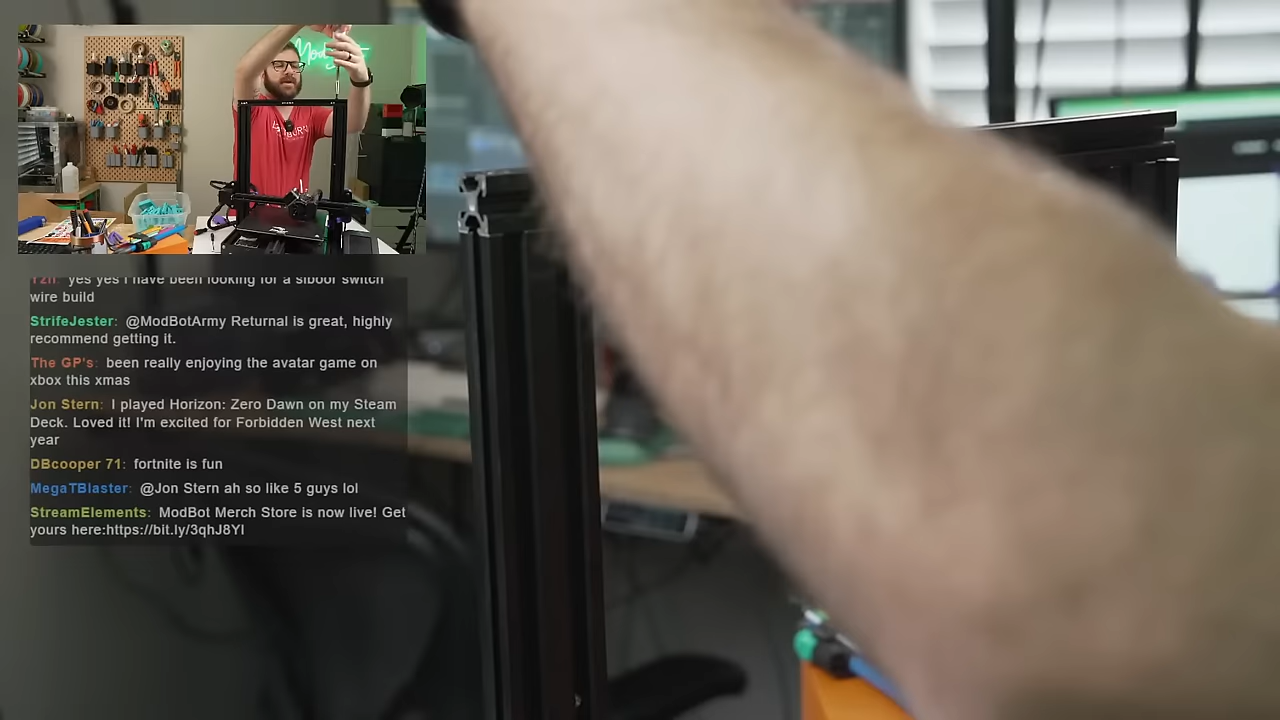 yes yes i have been looking for a siboor switch
wire build
StrifeJester: @ModBotArmy Returnal is great, highly
recommend getting it.
The GP's: been really enjoying the avatar game on
xbox this xmas
Jon Stern: I played Horizon: Zero Dawn on my Steam
Deck. Loved it! I'm excited for Forbidden West next
year
DBcooper 71: fortnite is fun
MegaTBlaster: @Jon Stern ah so like 5 guys lol
StreamElements: ModBot Merch Store is now live! Get
yours here:https://bit.ly/3qhJ8YI